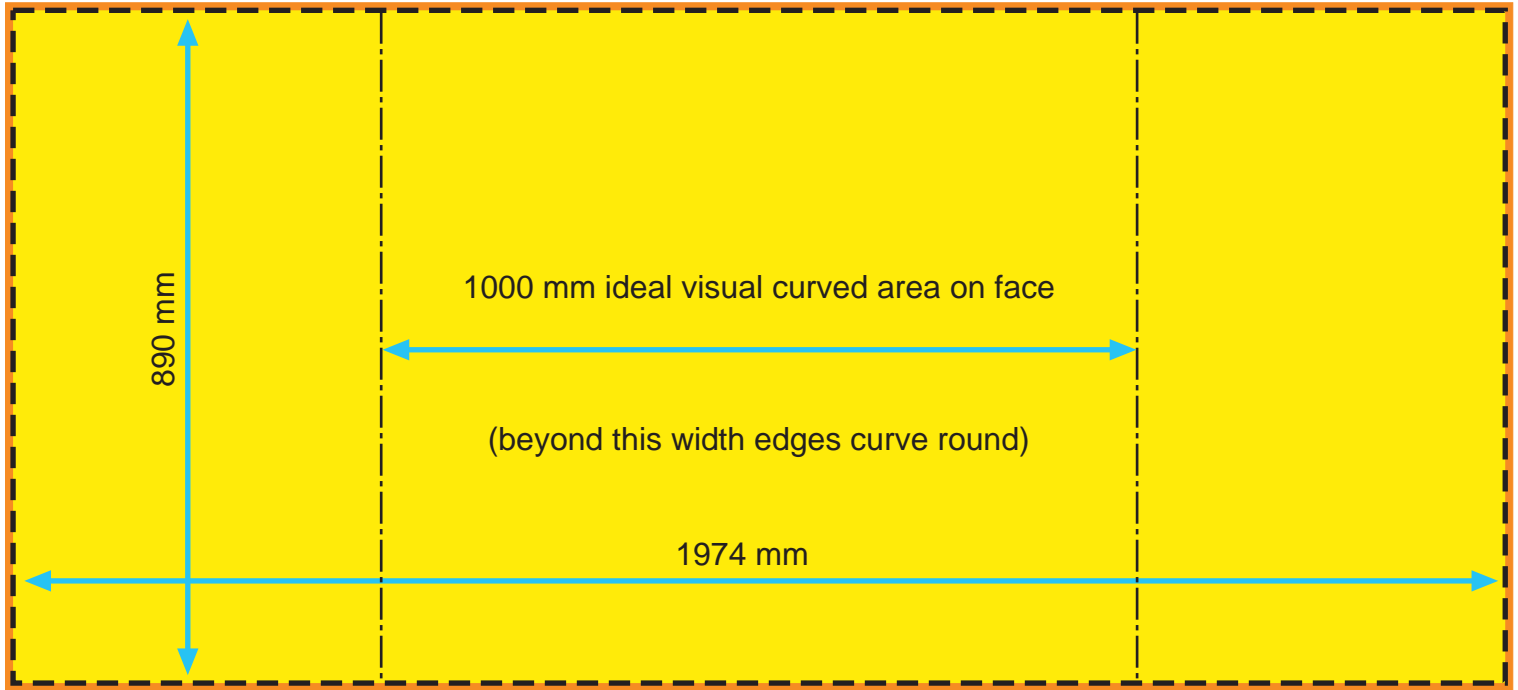 890 mm
1000 mm ideal visual curved area on face
(beyond this width edges curve round)
1974 mm